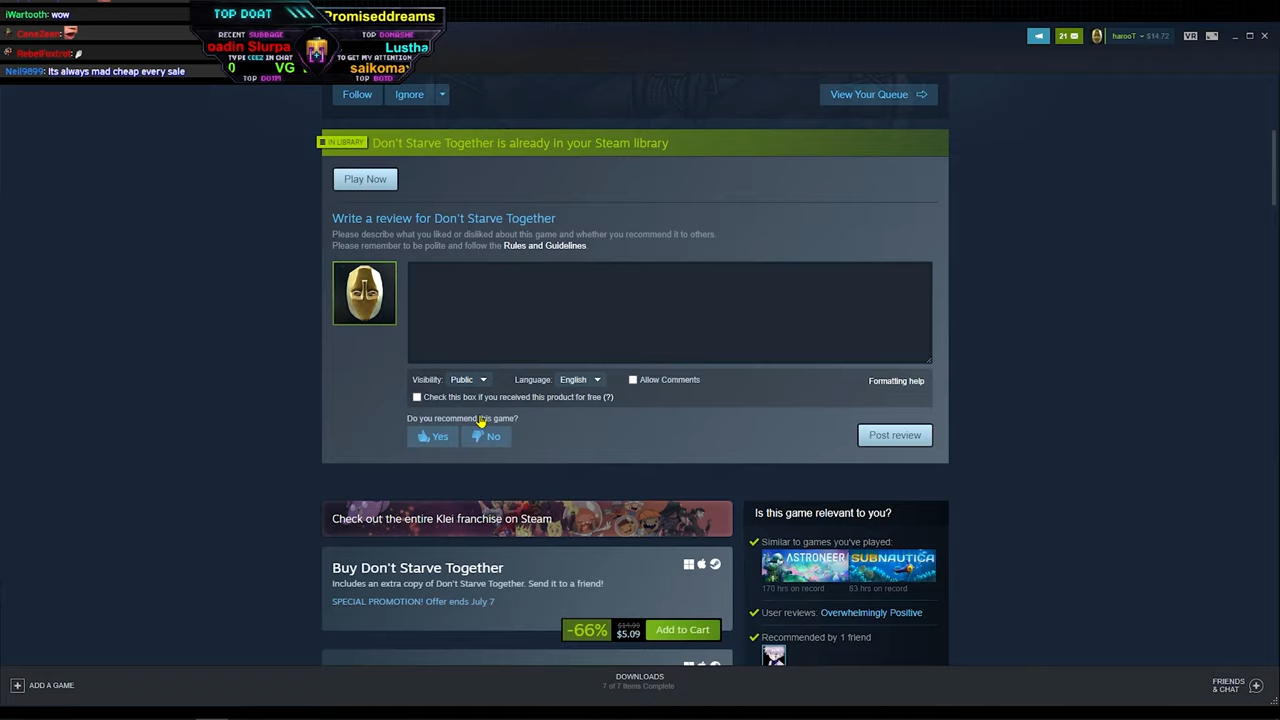 iWartooth: wow
CaneZean:
RebelFoxtrot:
Neil9899: Its always mad cheap every sale
TOP DOAT
Promiseddreams
RECENT SUBBAGE
TOP DONASHE
oadin Slurpa
Lustha
IN CHAT
TO GET MY ATTENTION
0 VG
saikoma
TOP BOTD
21
harooT
$14.72
VR
Follow
Ignore
View Your Queue
IN LIBRARY
Don't Starve Together is already in your Steam library
Play Now
Write a review for Don't Starve Together
Please describe what you liked or disliked about this game and whether you recommend it to others.
Please remember to be polite and follow the Rules and Guidelines.
Visibility: Public
Language: English
Allow Comments
Formatting help
Check this box if you received this product for free (?)
Do you recommend this game?
Yes
No
Post review
Check out the entire Klei franchise on Steam
Is this game relevant to you?
Similar to games you've played:
ASTRONEER
SUBNAUTICA
170 hrs on record
63 hrs on record
Buy Don't Starve Together
Includes an extra copy of Don't Starve Together. Send it to a friend!
SPECIAL PROMOTION! Offer ends July 7
-66%
$14.99
$5.09
Add to Cart
User reviews: Overwhelmingly Positive
Recommended by 1 friend
ADD A GAME
DOWNLOADS
7 of 7 Items Complete
FRIENDS
& CHAT